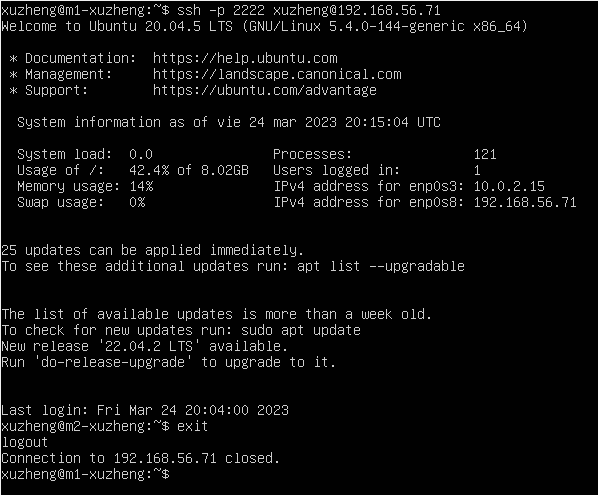 xuzheng@m1-xuzheng:~$ ssh -p 2222 xuzheng@192.168.56.71
Welcome to Ubuntu 20.04.5 LTS (GNU/Linux 5.4.0-144-generic x86_64)

 * Documentation:  https://help.ubuntu.com
 * Management:     https://landscape.canonical.com
 * Support:        https://ubuntu.com/advantage

  System information as of vie 24 mar 2023 20:15:04 UTC

  System load:  0.0               Processes:               121
  Usage of /:   42.4% of 8.02GB   Users logged in:         1
  Memory usage: 14%               IPv4 address for enp0s3: 10.0.2.15
  Swap usage:   0%                IPv4 address for enp0s8: 192.168.56.71

25 updates can be applied immediately.
To see these additional updates run: apt list --upgradable

The list of available updates is more than a week old.
To check for new updates run: sudo apt update
New release '22.04.2 LTS' available.
Run 'do-release-upgrade' to upgrade to it.

Last login: Fri Mar 24 20:04:00 2023
xuzheng@m2-xuzheng:~$ exit
logout
Connection to 192.168.56.71 closed.
xuzheng@m1-xuzheng:~$